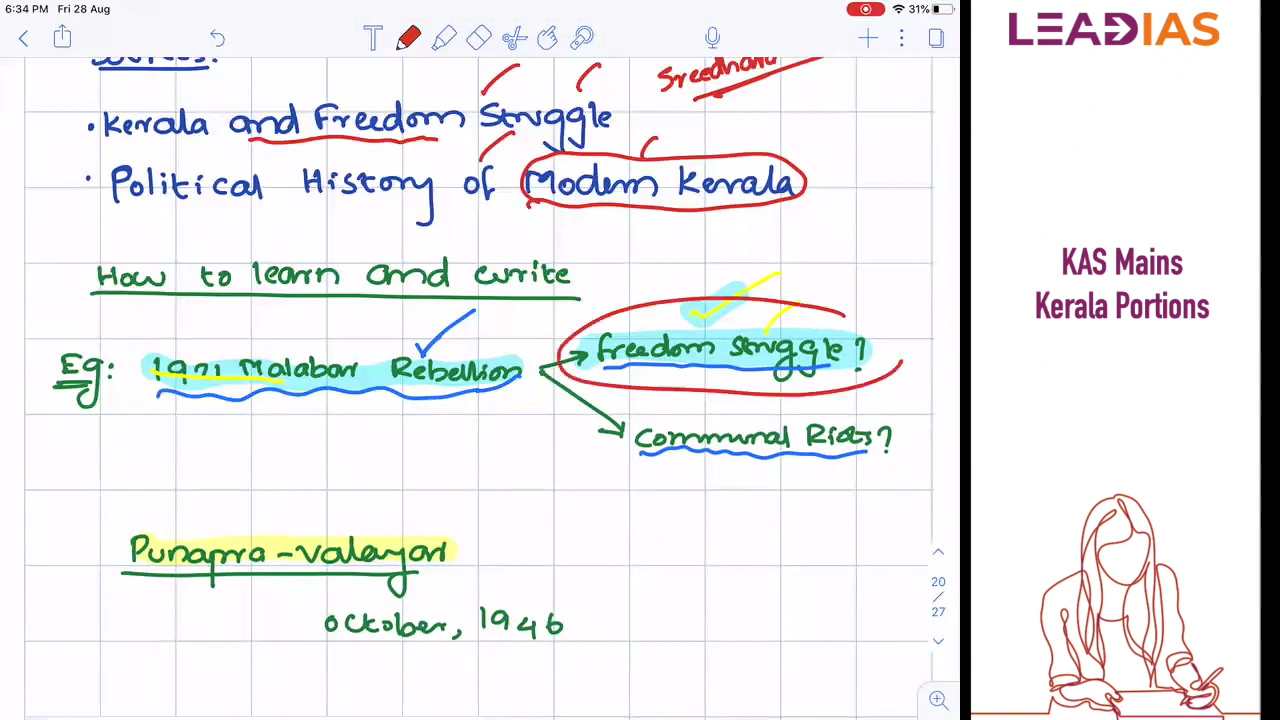 6:34 PM Fri 28 Aug
31%
LEADIAS
sources:
Sreedhara
• Kerala and Freedom Struggle
• Political History of Modern Kerala
KAS Mains
Kerala Portions
How to learn and write
Eg: 1921 Malabar Rebellion
Freedom Struggle?
Communal Riots?
Punapra - Valayar
October, 1946
20
/
27